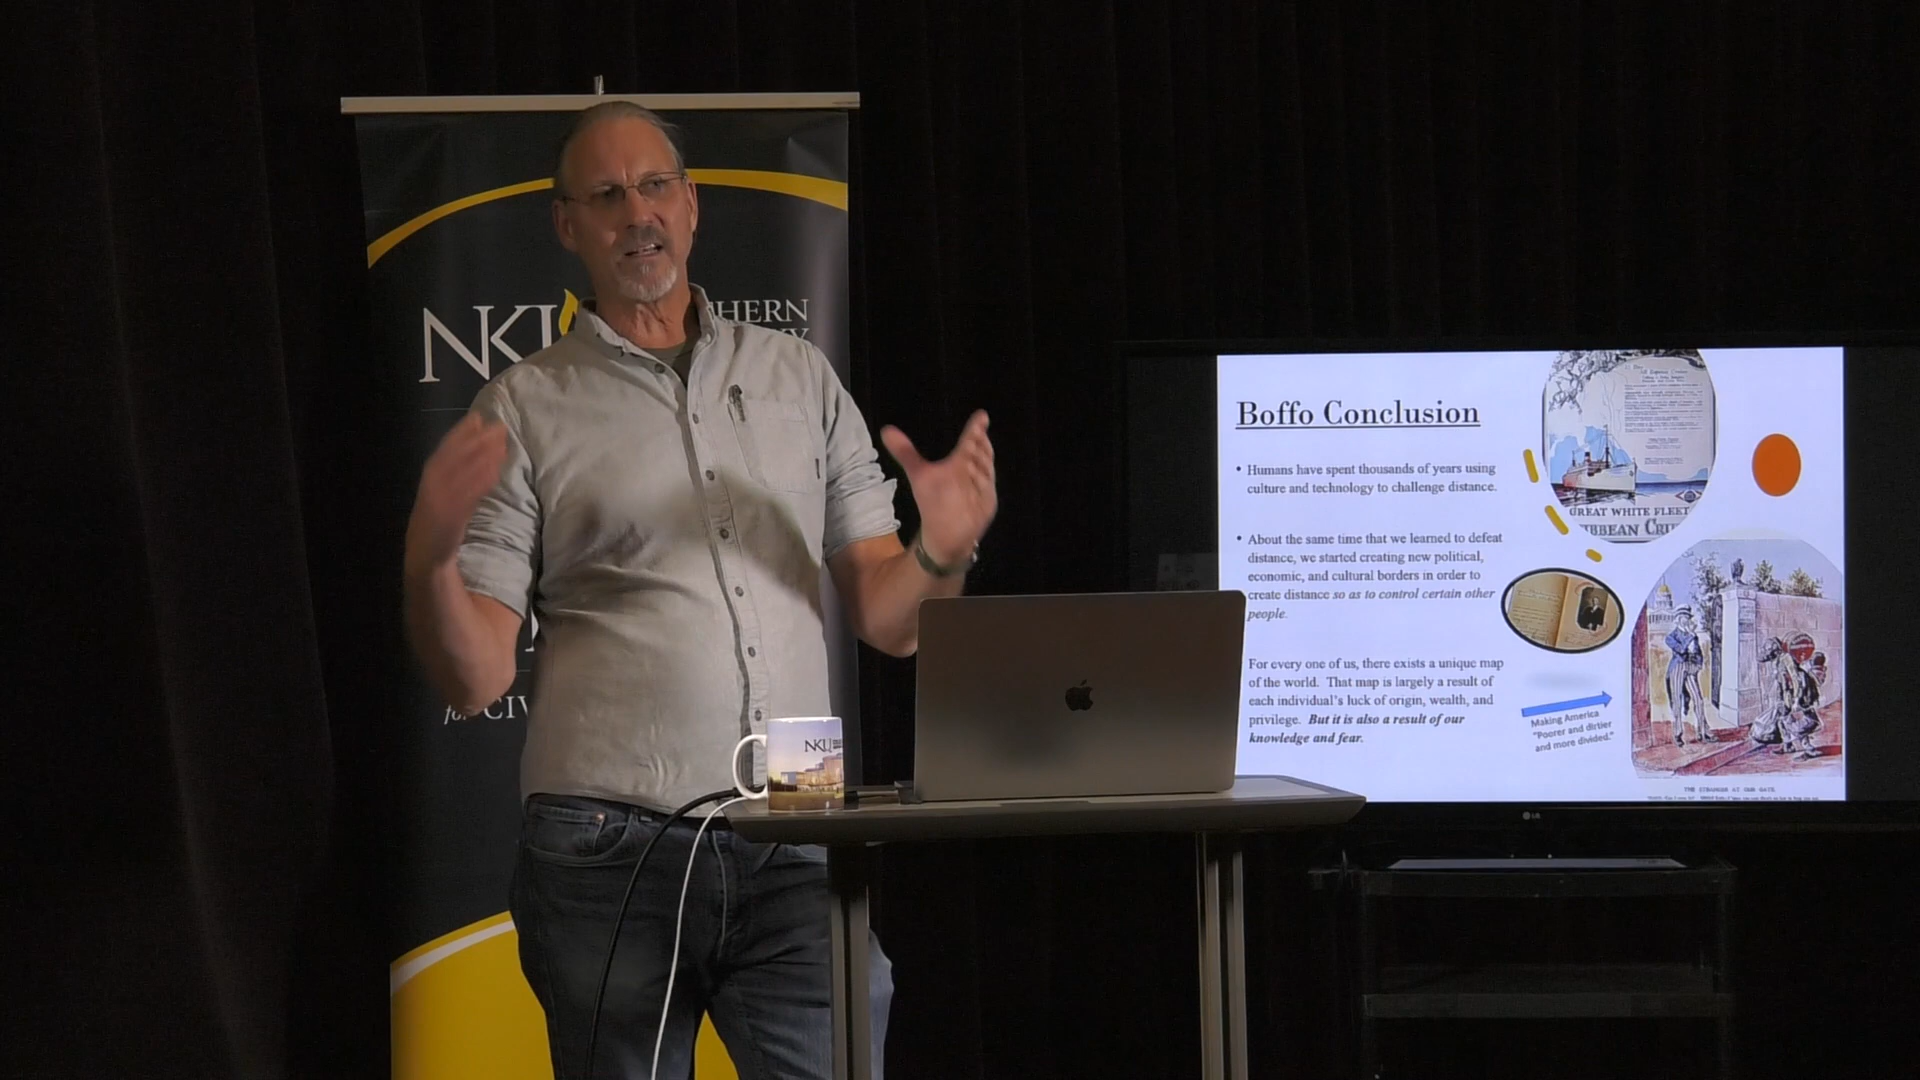 NKU
HERN
for CIV
NKU
Boffo Conclusion
• Humans have spent thousands of years using
culture and technology to challenge distance.
• About the same time that we learned to defeat
distance, we started creating new political,
economic, and cultural borders in order to
create distance so as to control certain other
people.
For every one of us, there exists a unique map
of the world. That map is largely a result of
each individual's luck of origin, wealth, and
privilege. But it is also a result of our
knowledge and fear.
GREAT WHITE FLEET
IBBEAN CRUI
Making America
"Poorer and dirtier
and more divided."
THE STRANGER AT OUR GATE.
LG